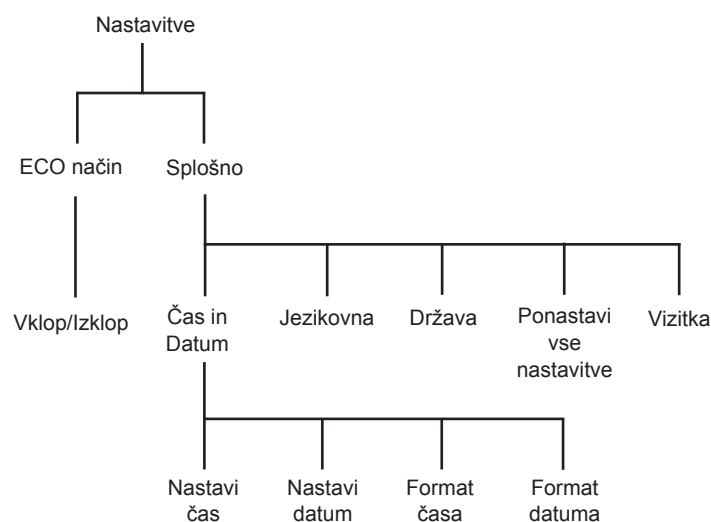 Nastavitve
ECO način
Splošno
Vklop/Izklop
Čas in
Datum
Jezikovna
Država
Ponastavi
vse
nastavitve
Vizitka
Nastavi
čas
Nastavi
datum
Format
časa
Format
datuma